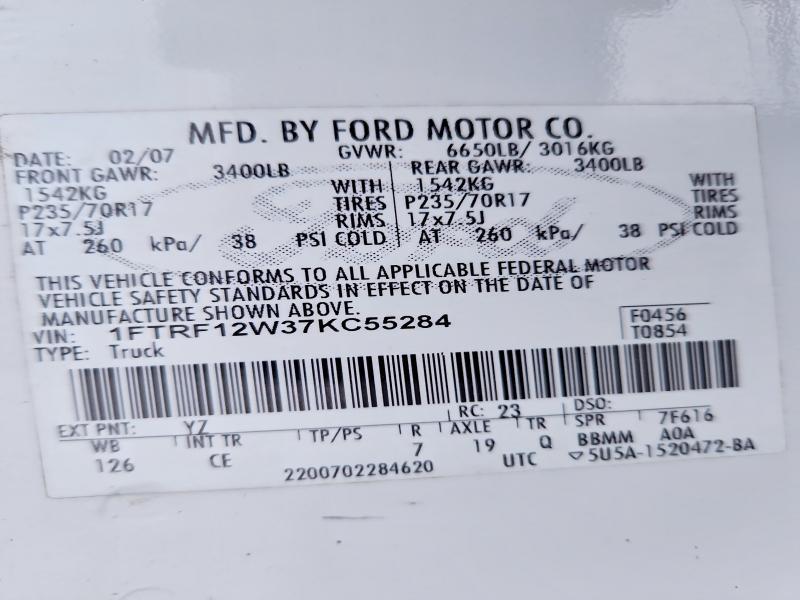 MFD. BY FORD MOTOR CO.
DATE: 02/07 GVWR: 6650LB/ 3016KG
FRONT GAWR: 3400LB REAR GAWR: 3400LB
1542KG WITH 1542KG WITH
P235/70R17 TIRES P235/70R17 TIRES
17x7.5J RIMS 17x7.5J RIMS
AT 260 kPa/ 38 PSI COLD AT 260 kPa/ 38 PSI COLD
THIS VEHICLE CONFORMS TO ALL APPLICABLE FEDERAL MOTOR
VEHICLE SAFETY STANDARDS IN EFFECT ON THE DATE OF
MANUFACTURE SHOWN ABOVE.
VIN: 1FTRF12W37KC55284 F0456
TYPE: Truck T0854
EXT PNT: YZ RC: 23 DSO:
WB INT TR TP/PS R AXLE TR SPR 7F616
126 CE 7 19 Q BBMM A0A
2200702284620 UTC ▽5U5A-1520472-BA
Ford